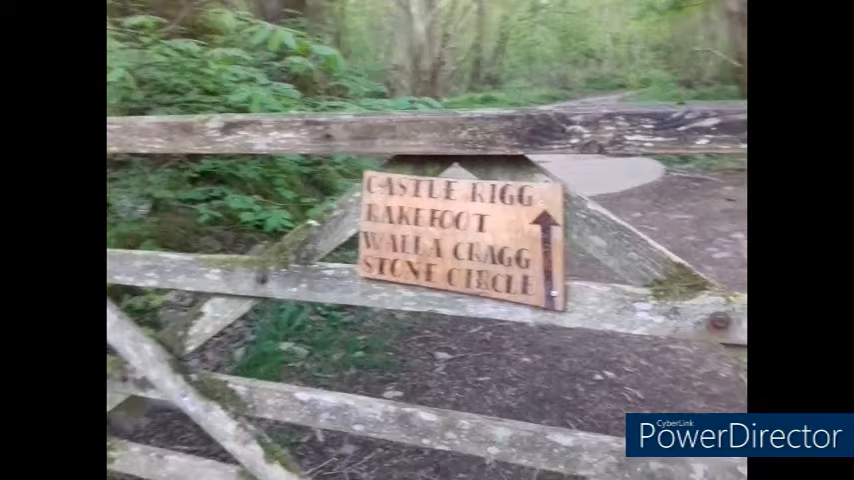 CASTLE RIGG
RAKEFOOT
WALLA CRAGG
STONE CIRCLE
CyberLink
PowerDirector